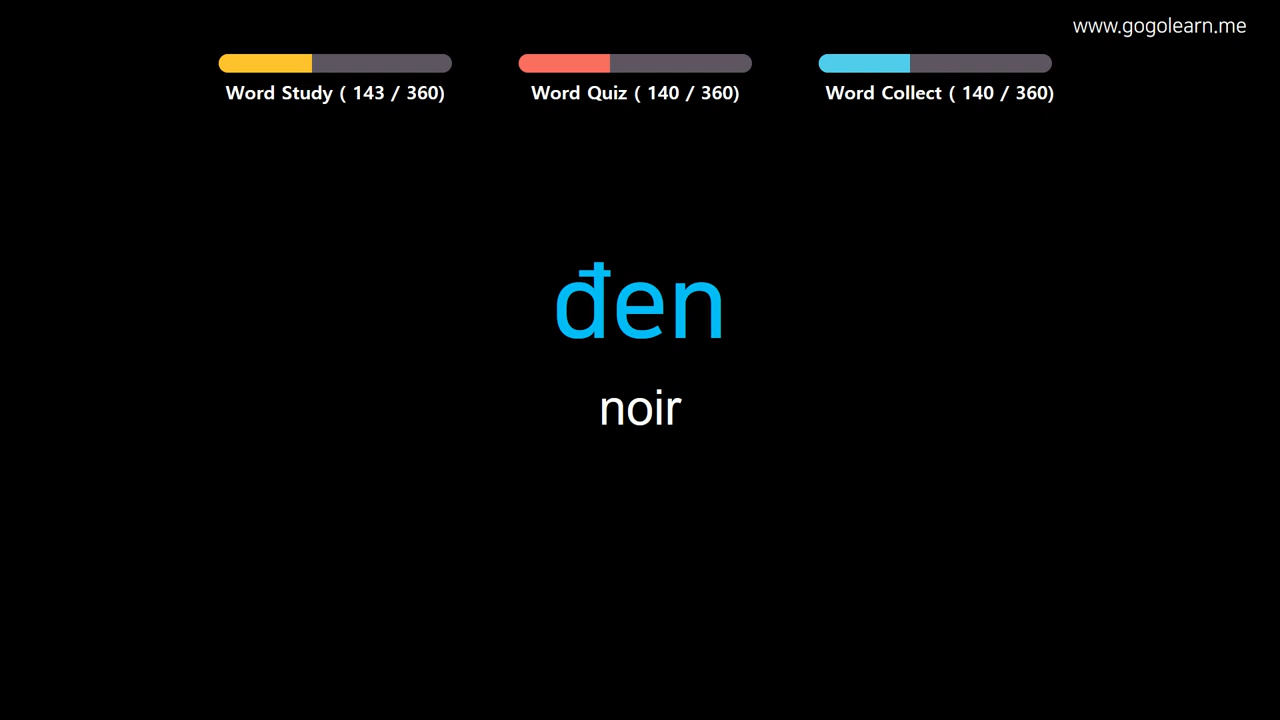 www.gogolearn.me
Word Study ( 143 / 360)
Word Quiz ( 140 / 360)
Word Collect ( 140 / 360)
đen
noir